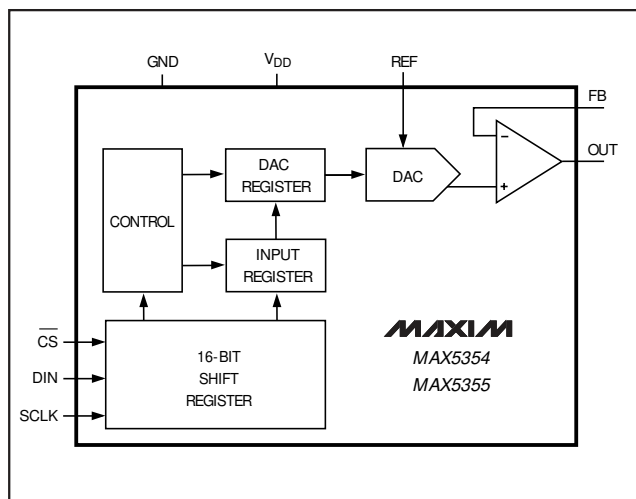 GND
VDD
REF
FB
OUT
DAC
REGISTER
DAC
CONTROL
INPUT
REGISTER
CS
DIN
SCLK
16-BIT
SHIFT
REGISTER
MAXIM
MAX5354
MAX5355
−
+